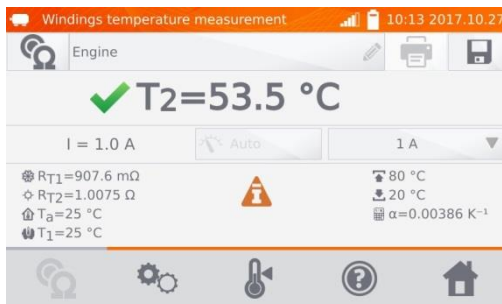 Windings temperature measurement 10:13 2017.10.27
Engine
T2=53.5 °C
I = 1.0 A Auto 1 A
RT1=907.6 mΩ 80 °C
RT2=1.0075 Ω 20 °C
Ta=25 °C α=0.00386 K⁻¹
T1=25 °C